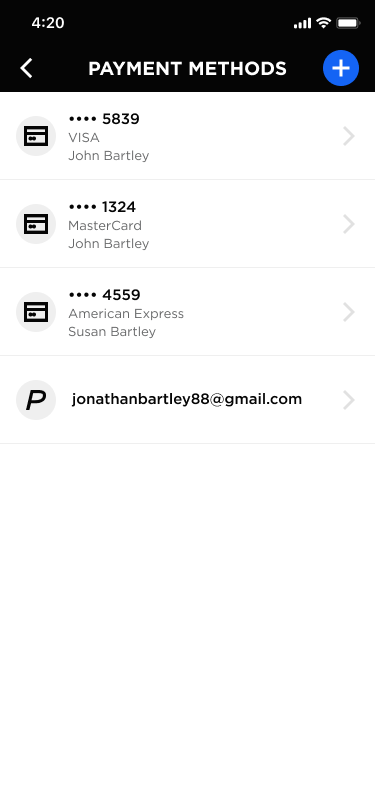 4:20
PAYMENT METHODS
•••• 5839
VISA
John Bartley
•••• 1324
MasterCard
John Bartley
•••• 4559
American Express
Susan Bartley
P
jonathanbartley88@gmail.com